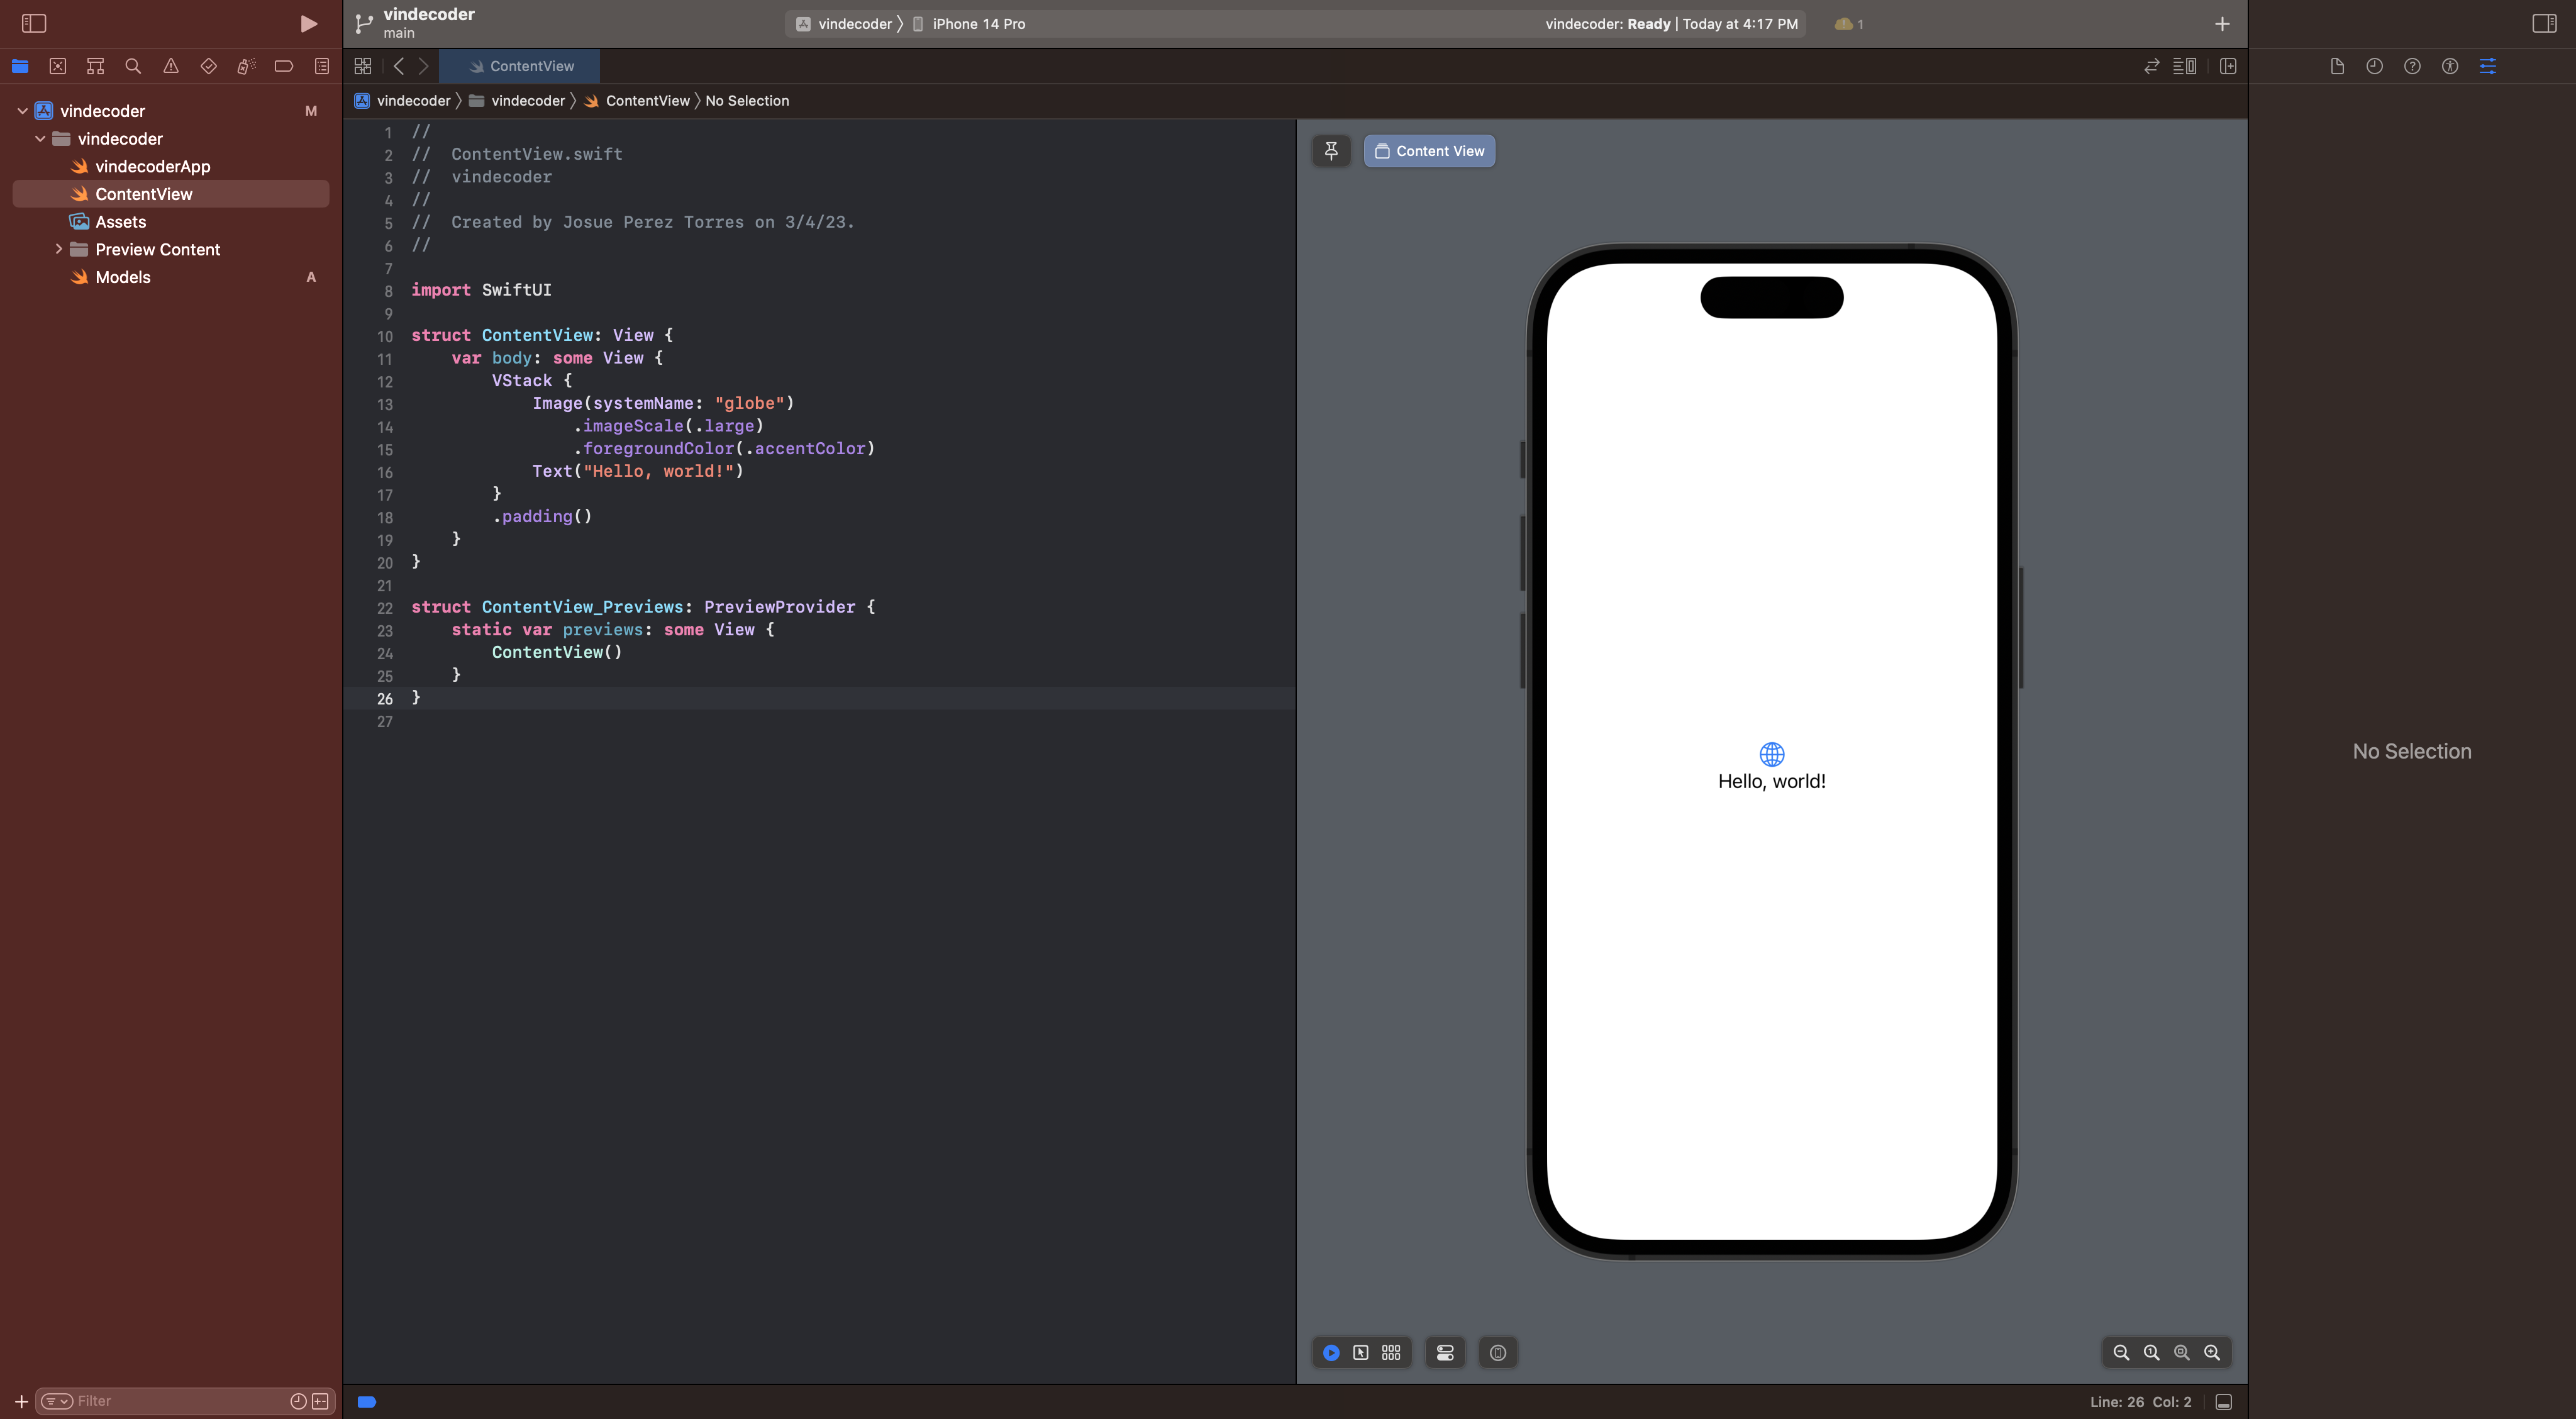 vindecoder
main
vindecoder 〉 iPhone 14 Pro
vindecoder: Ready | Today at 4:17 PM
1
ContentView
vindecoder 〉 vindecoder 〉 ContentView 〉 No Selection
vindecoder M
vindecoder
vindecoderApp
ContentView
Assets
Preview Content
Models A
1 //
2 //  ContentView.swift
3 //  vindecoder
4 //
5 //  Created by Josue Perez Torres on 3/4/23.
6 //
7
8 import SwiftUI
9
10 struct ContentView: View {
11     var body: some View {
12         VStack {
13             Image(systemName: "globe")
14                 .imageScale(.large)
15                 .foregroundColor(.accentColor)
16             Text("Hello, world!")
17         }
18         .padding()
19     }
20 }
21
22 struct ContentView_Previews: PreviewProvider {
23     static var previews: some View {
24         ContentView()
25     }
26 }
27
Content View
Hello, world!
No Selection
Filter
Line: 26 Col: 2